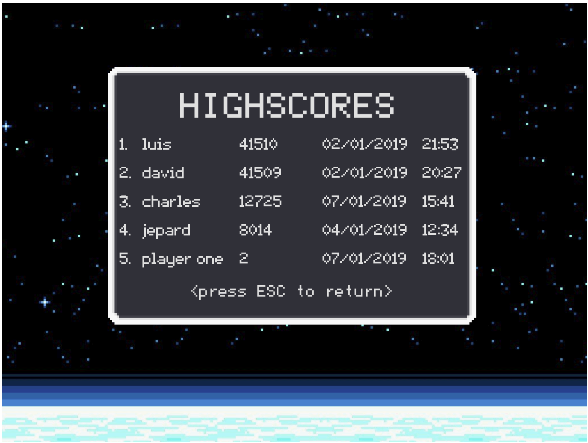 HIGHSCORES
1. luis 41510 02/01/2019 21:53
2. david 41509 02/01/2019 20:27
3. charles 12725 07/01/2019 15:41
4. jepard 8014 04/01/2019 12:34
5. player one 2 07/01/2019 18:01
<press ESC to return>